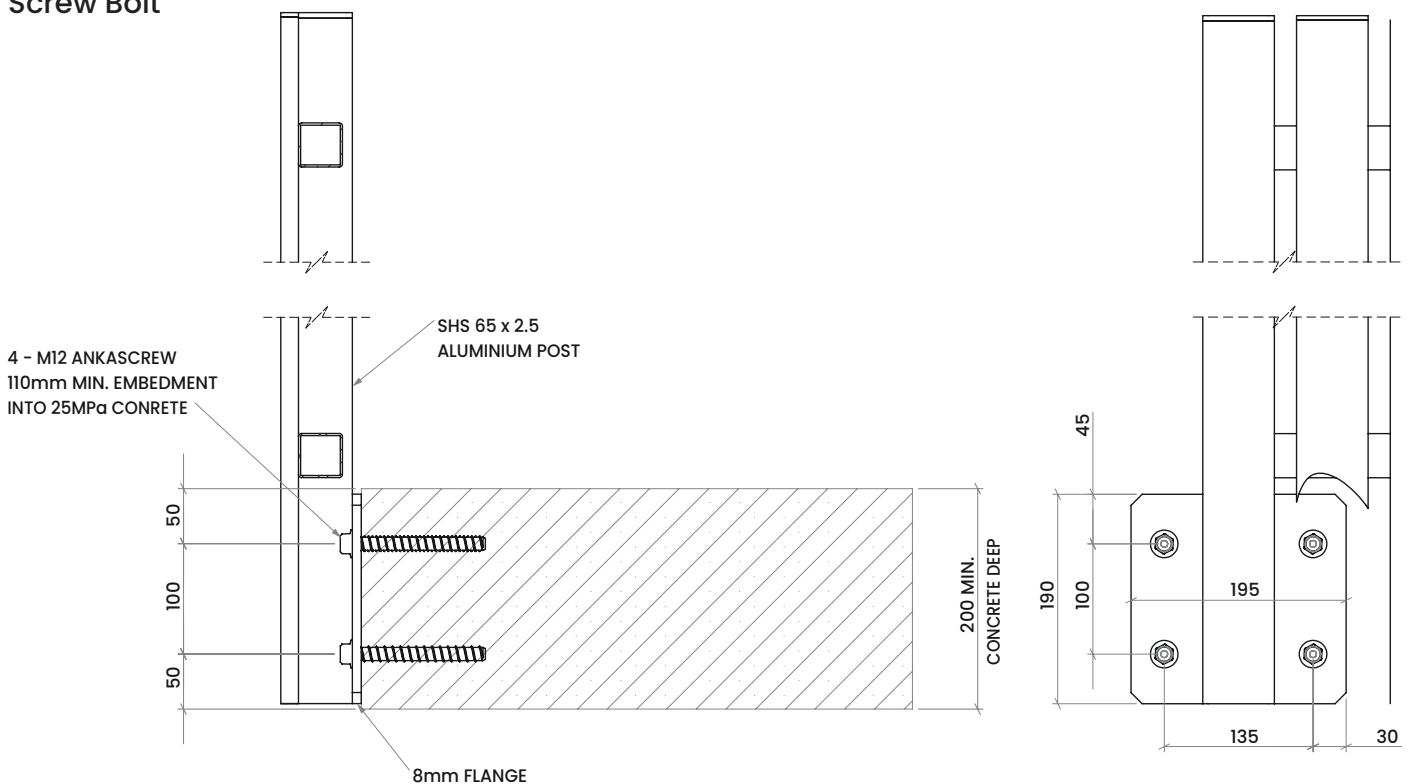 Screw Bolt
4 - M12 ANKASCREW
110mm MIN. EMBEDMENT
INTO 25MPa CONRETE
SHS 65 x 2.5
ALUMINIUM POST
50
100
50
200 MIN.
CONCRETE DEEP
8mm FLANGE
45
190
100
195
135
30